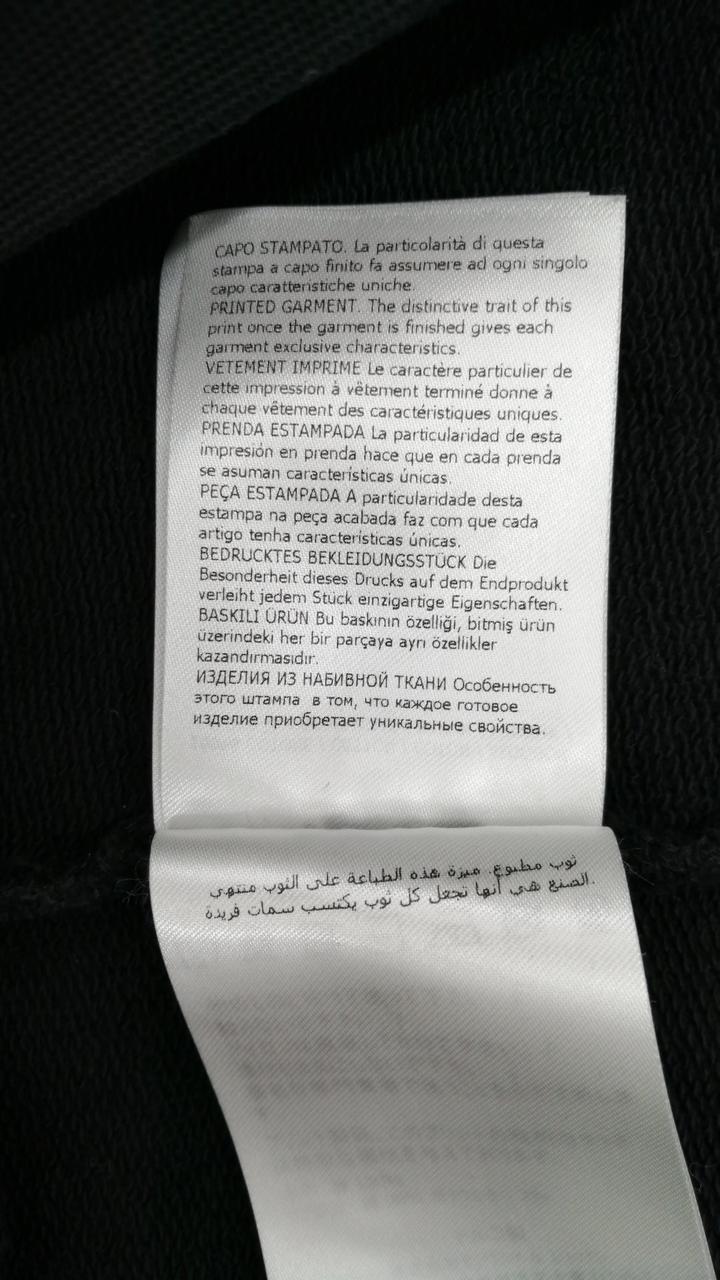 CAPO STAMPATO. La particolarità di questa
stampa a capo finito fa assumere ad ogni singolo
capo caratteristiche uniche.
PRINTED GARMENT. The distinctive trait of this
print once the garment is finished gives each
garment exclusive characteristics.
VETEMENT IMPRIME Le caractère particulier de
cette impression à vêtement terminé donne à
chaque vêtement des caractéristiques uniques.
PRENDA ESTAMPADA La particularidad de esta
impresión en prenda hace que en cada prenda
se asuman características únicas.
PEÇA ESTAMPADA A particularidade desta
estampa na peça acabada faz com que cada
artigo tenha características únicas.
BEDRUCKTES BEKLEIDUNGSSTÜCK Die
Besonderheit dieses Drucks auf dem Endprodukt
verleiht jedem Stück einzigartige Eigenschaften.
BASKILI ÜRÜN Bu baskının özelliği, bitmiş ürün
üzerindeki her bir parçaya ayrı özellikler
kazandırmasıdır.
ИЗДЕЛИЯ ИЗ НАБИВНОЙ ТКАНИ Особенность
этого штампа в том, что каждое готовое
изделие приобретает уникальные свойства.
ثوب مطبوع. ميزة هذه الطباعة على الثوب منتهي
الصنع هي أنها تجعل كل ثوب يكتسب سمات فريدة.